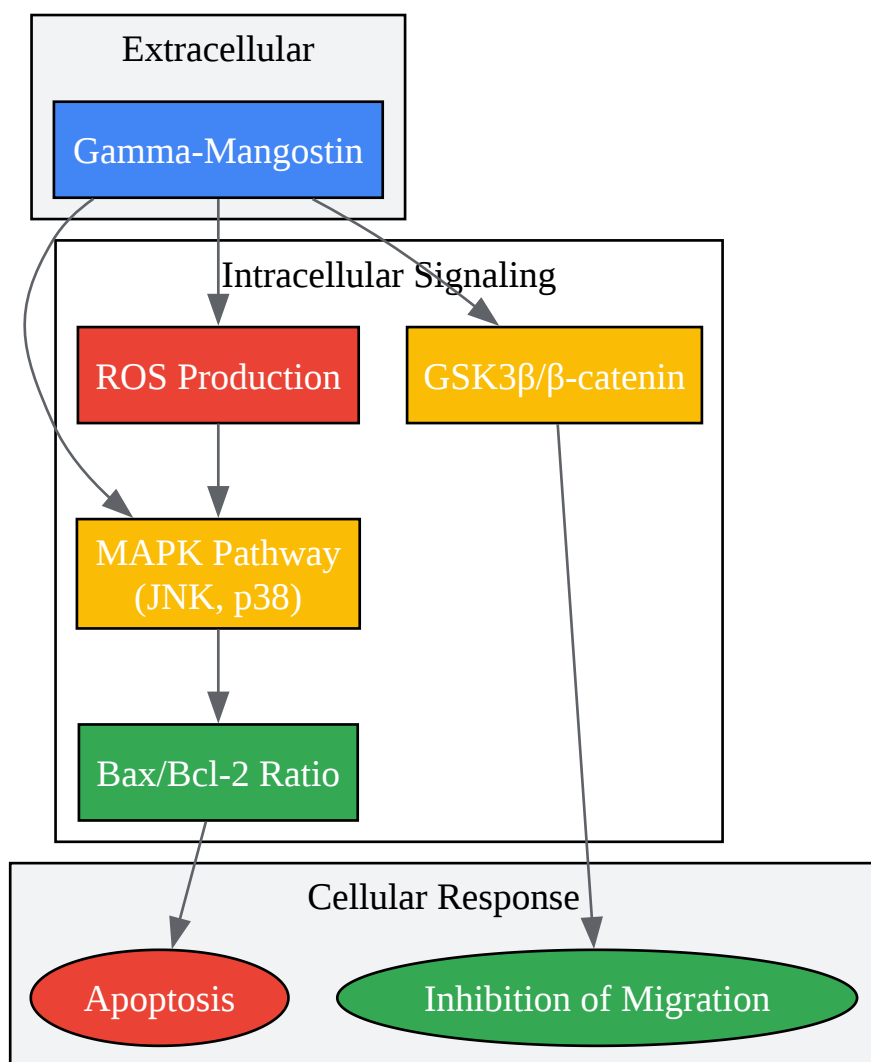 Extracellular
Gamma-Mangostin
Intracellular Signaling
ROS Production
GSK3β/β-catenin
MAPK Pathway
(JNK, p38)
Bax/Bcl-2 Ratio
Cellular Response
Apoptosis
Inhibition of Migration